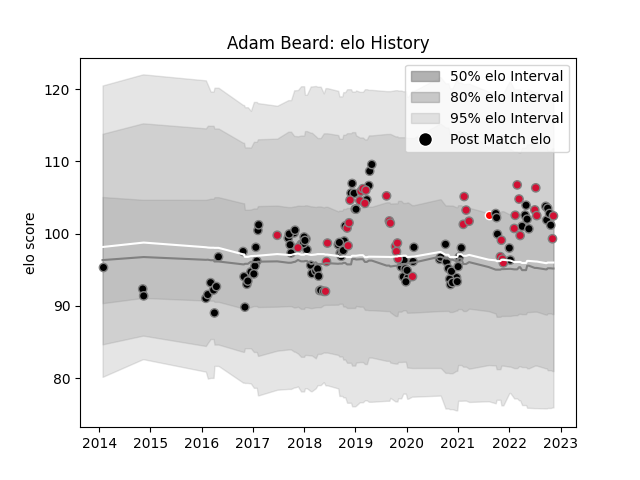 Adam Beard: elo History
50% elo Interval
80% elo Interval
95% elo Interval
Post Match elo
elo score
120
110
100
90
80
2014 2015 2016 2017 2018 2019 2020 2021 2022 2023